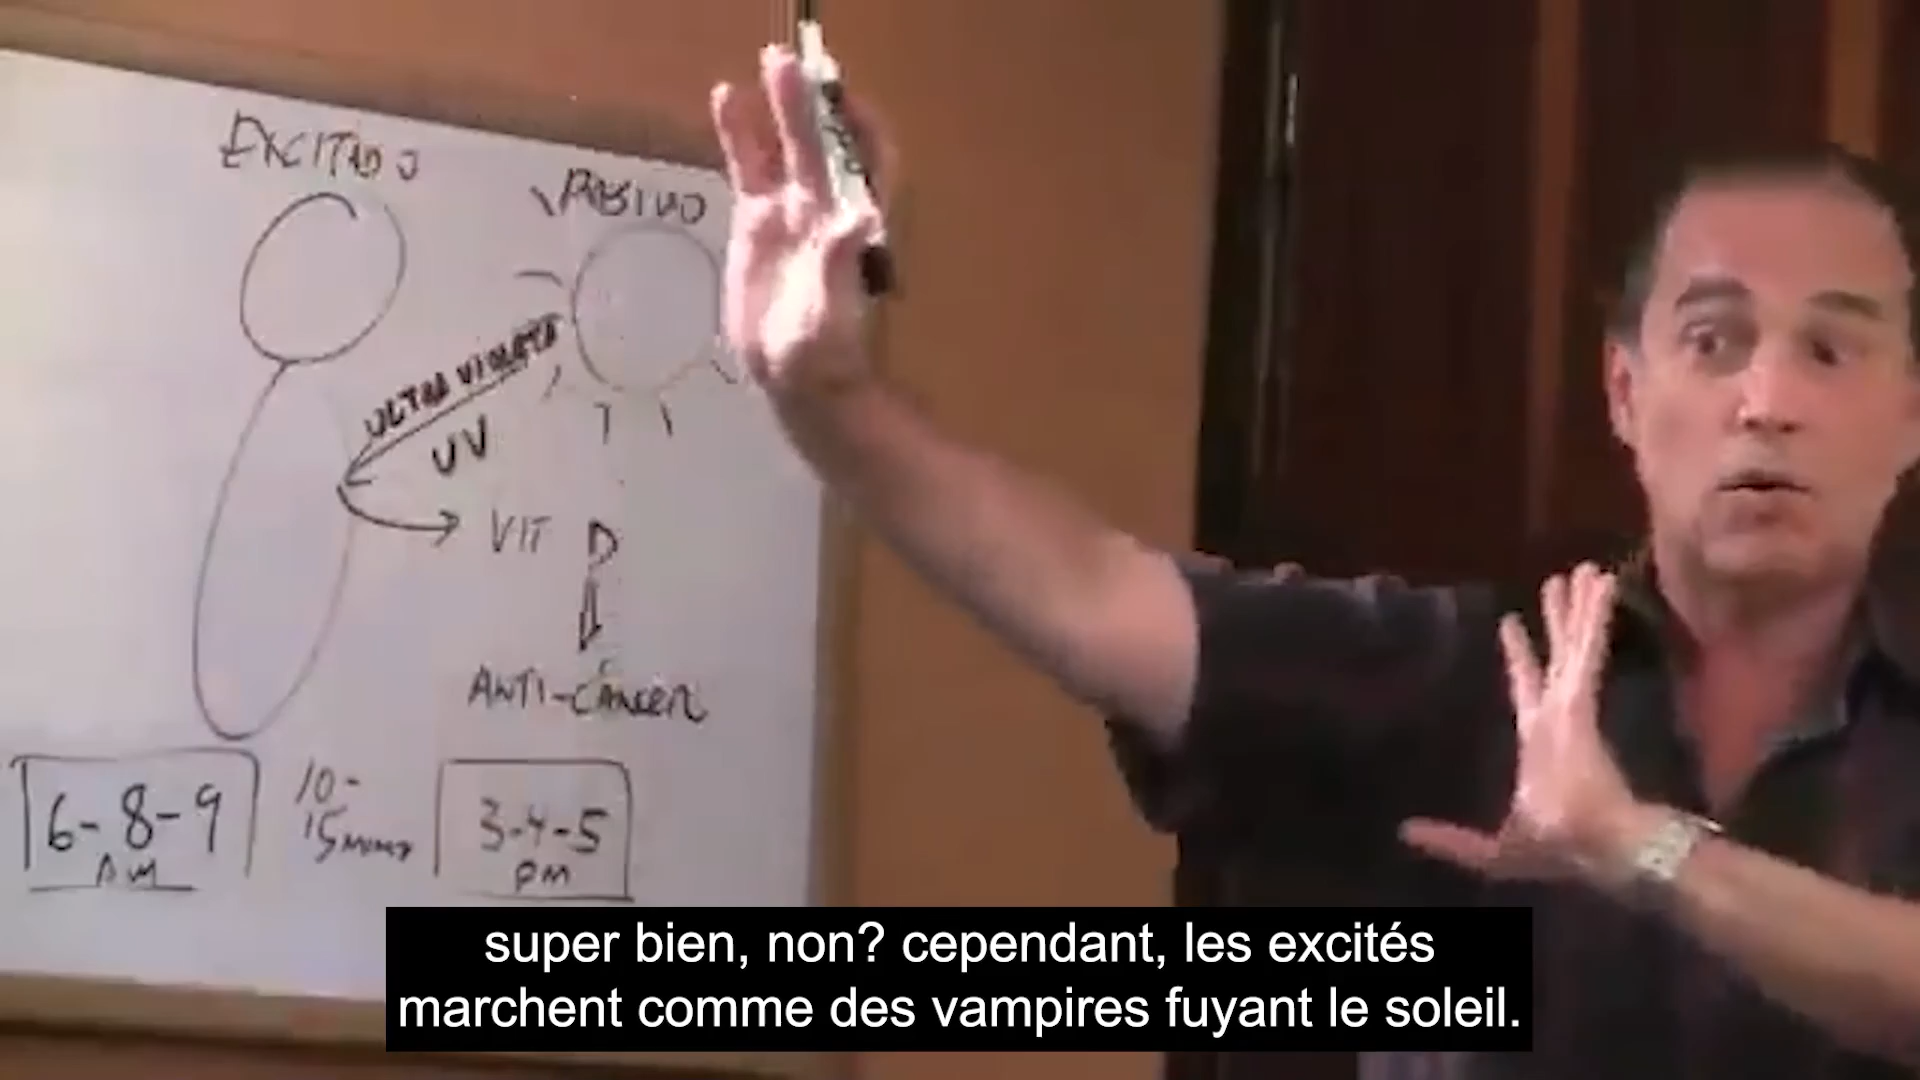 EXCITADO
PASIVO
ULTRA VIOLETA
UV
VIT D
ANTI-CANCER
6-8-9
AM
10-
15
3-4-5
PM
super bien, non? cependant, les excités
marchent comme des vampires fuyant le soleil.